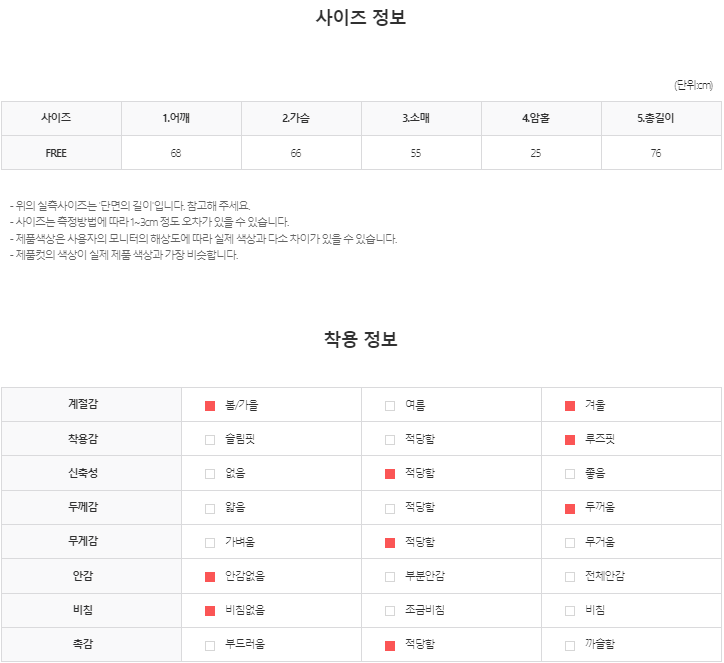 사이즈 정보
(단위:cm)
사이즈 1.어깨 2.가슴 3.소매 4.암홀 5.총길이
FREE 68 66 55 25 76
- 위의 실측사이즈는 '단면의 길이'입니다. 참고해 주세요.
- 사이즈는 측정방법에 따라 1~3cm 정도 오차가 있을 수 있습니다.
- 제품색상은 사용자의 모니터의 해상도에 따라 실제 색상과 다소 차이가 있을 수 있습니다.
- 제품컷의 색상이 실제 제품 색상과 가장 비슷합니다.
착용 정보
계절감 봄/가을 여름 겨울
착용감 슬림핏 적당함 루즈핏
신축성 없음 적당함 좋음
두께감 얇음 적당함 두꺼움
무게감 가벼움 적당함 무거움
안감 안감없음 부분안감 전체안감
비침 비침없음 조금비침 비침
촉감 부드러움 적당함 까슬함